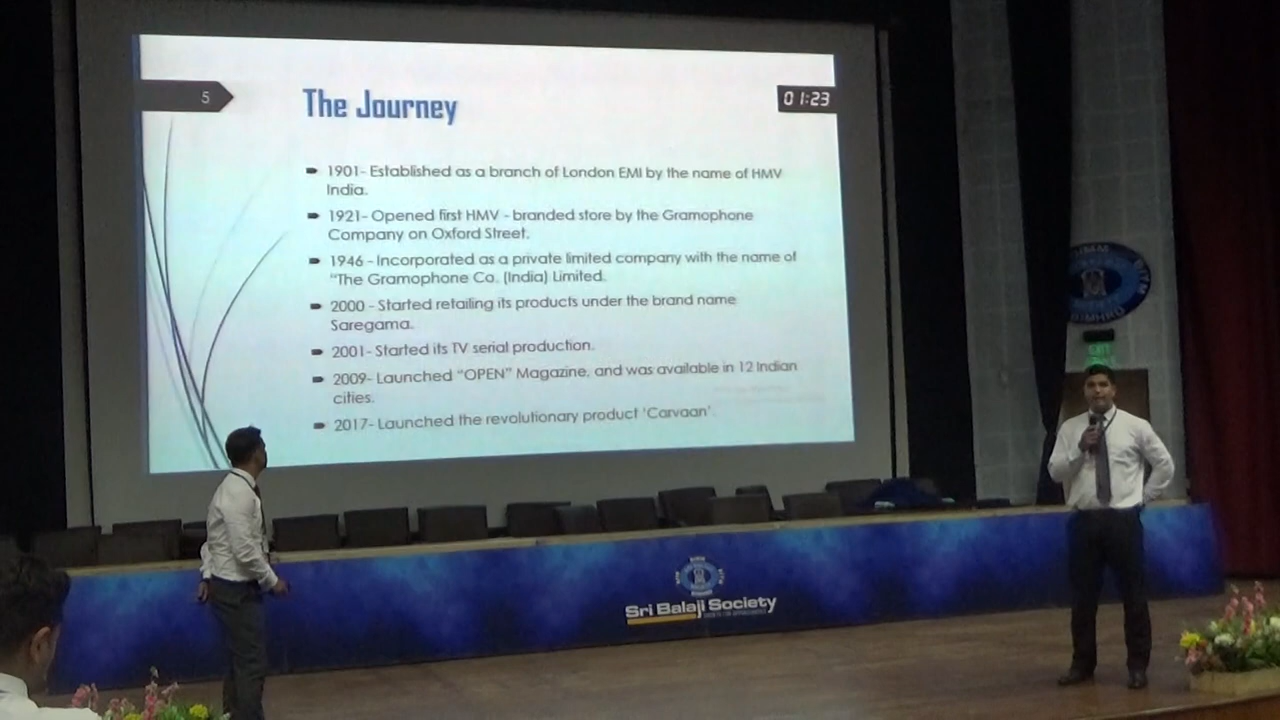 5
The Journey
01:23
1901- Established as a branch of London EMI by the name of HMV
India.
1921- Opened first HMV - branded store by the Gramophone
Company on Oxford Street.
1946 - Incorporated as a private limited company with the name of
"The Gramophone Co. (India) Limited.
2000 - Started retailing its products under the brand name
Saregama.
2001- Started its TV serial production.
2009- Launched "OPEN" Magazine, and was available in 12 Indian
cities.
2017- Launched the revolutionary product 'Carvaan'.
EXIT
Sri Balaji Society